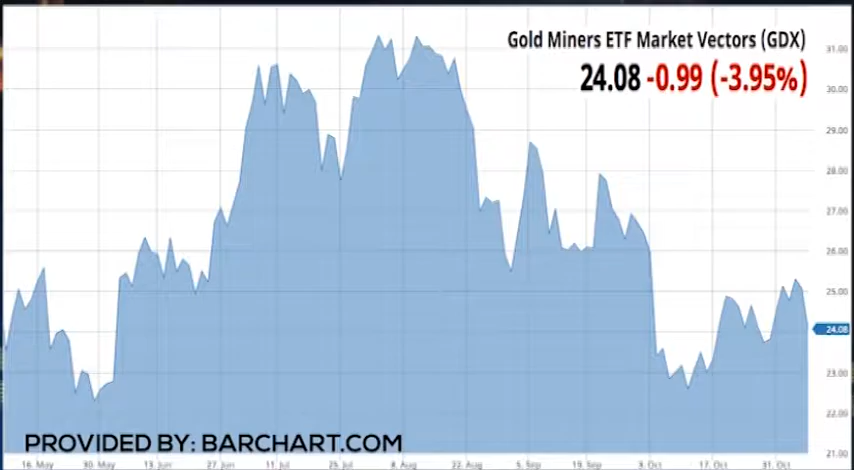 Gold Miners ETF Market Vectors (GDX)
24.08 -0.99 (-3.95%)
31.00
30.00
29.00
28.00
27.00
26.00
25.00
24.08
23.00
22.00
21.00
PROVIDED BY: BARCHART.COM
16. May 30. May 13. Jun 27. Jun 11. Jul 25. Jul 8. Aug 22. Aug 5. Sep 19. Sep 3. Oct 17. Oct 31. Oct